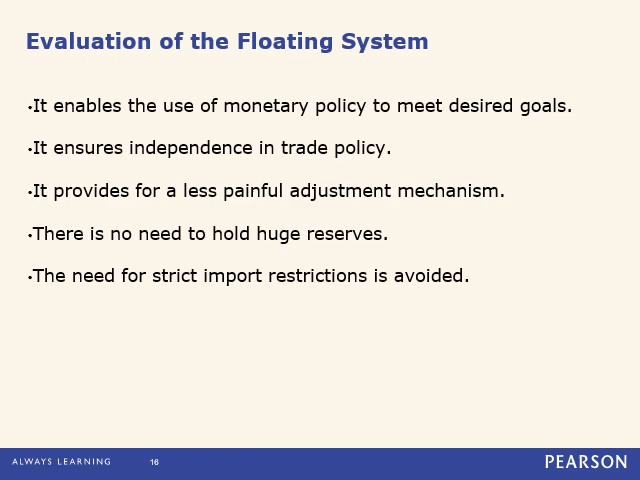 Evaluation of the Floating System
•It enables the use of monetary policy to meet desired goals.
•It ensures independence in trade policy.
•It provides for a less painful adjustment mechanism.
•There is no need to hold huge reserves.
•The need for strict import restrictions is avoided.
ALWAYS LEARNING 16 PEARSON